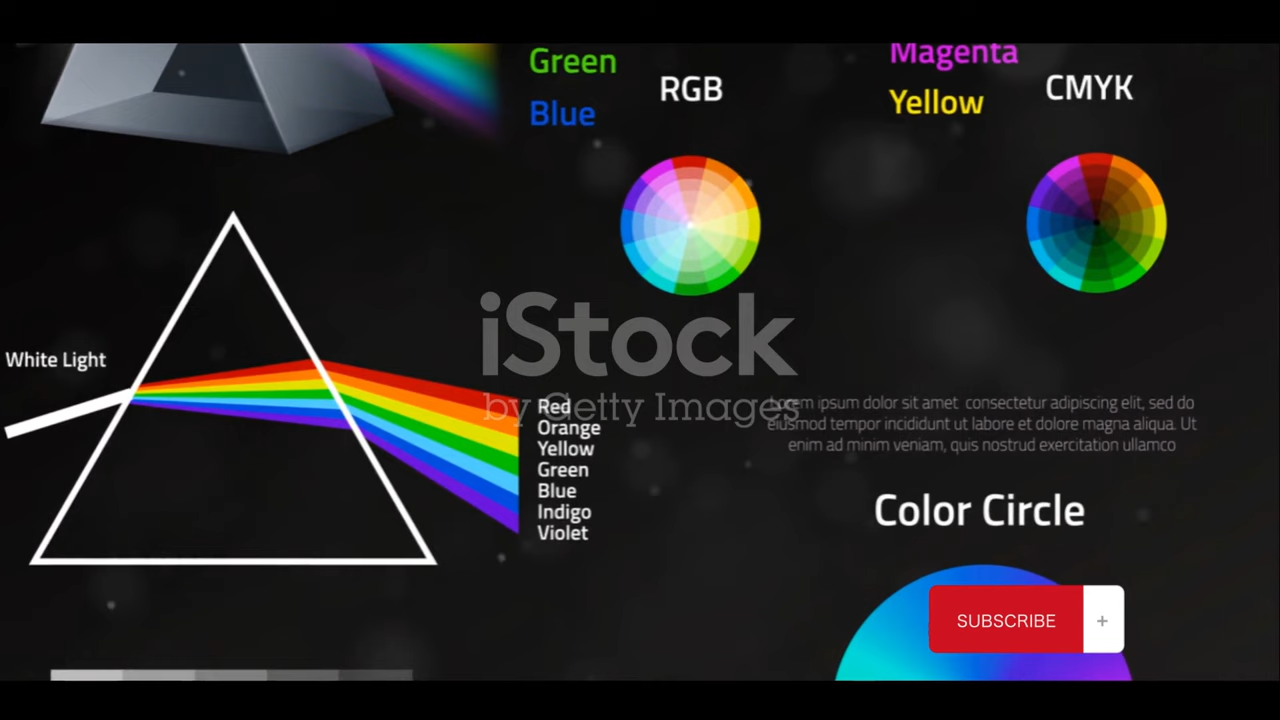 Green
Blue
RGB
Magenta
Yellow
CMYK
White Light
iStock
by Getty Images
Red
Orange
Yellow
Green
Blue
Indigo
Violet
Lorem ipsum dolor sit amet consectetur adipiscing elit, sed do
eiusmod tempor incididunt ut labore et dolore magna aliqua. Ut
enim ad minim veniam, quis nostrud exercitation ullamco
Color Circle
SUBSCRIBE +